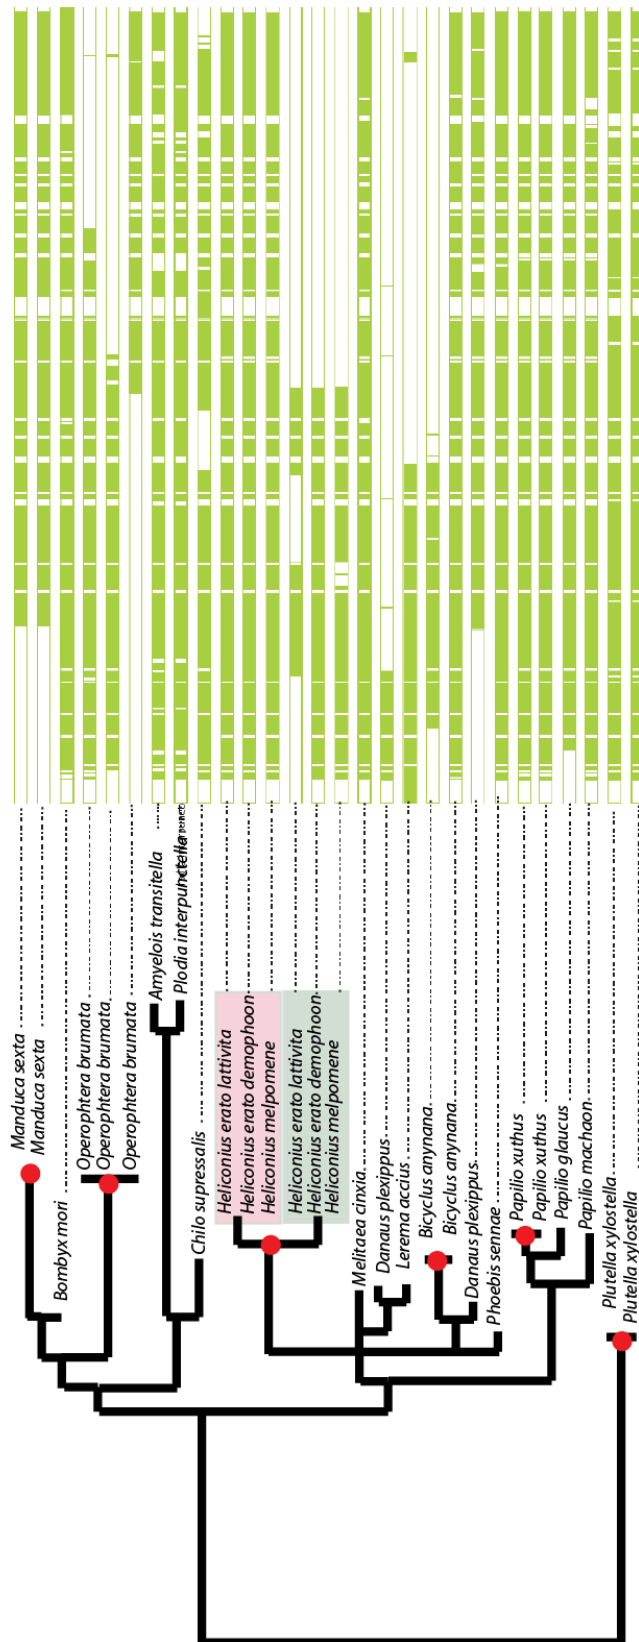 Manduca sexta
Manduca sexta
Bombyx mori
Operophtera brumata
Operophtera brumata
Operophtera brumata
Amyelois transitella
Plodia interpunctella
Chilo supressalis
Heliconius erato lattivita
Heliconius erato demophoon
Heliconius melpomene
Heliconius erato lattivita
Heliconius erato demophoon
Heliconius melpomene
Melitaea cinxia
Danaus plexippus
Lerema accius
Bicyclus anynana
Bicyclus anynana
Danaus plexippus
Phoebis sennae
Papilio xuthus
Papilio xuthus
Papilio glaucus
Papilio machaon
Plutella xylostella
Plutella xylostella